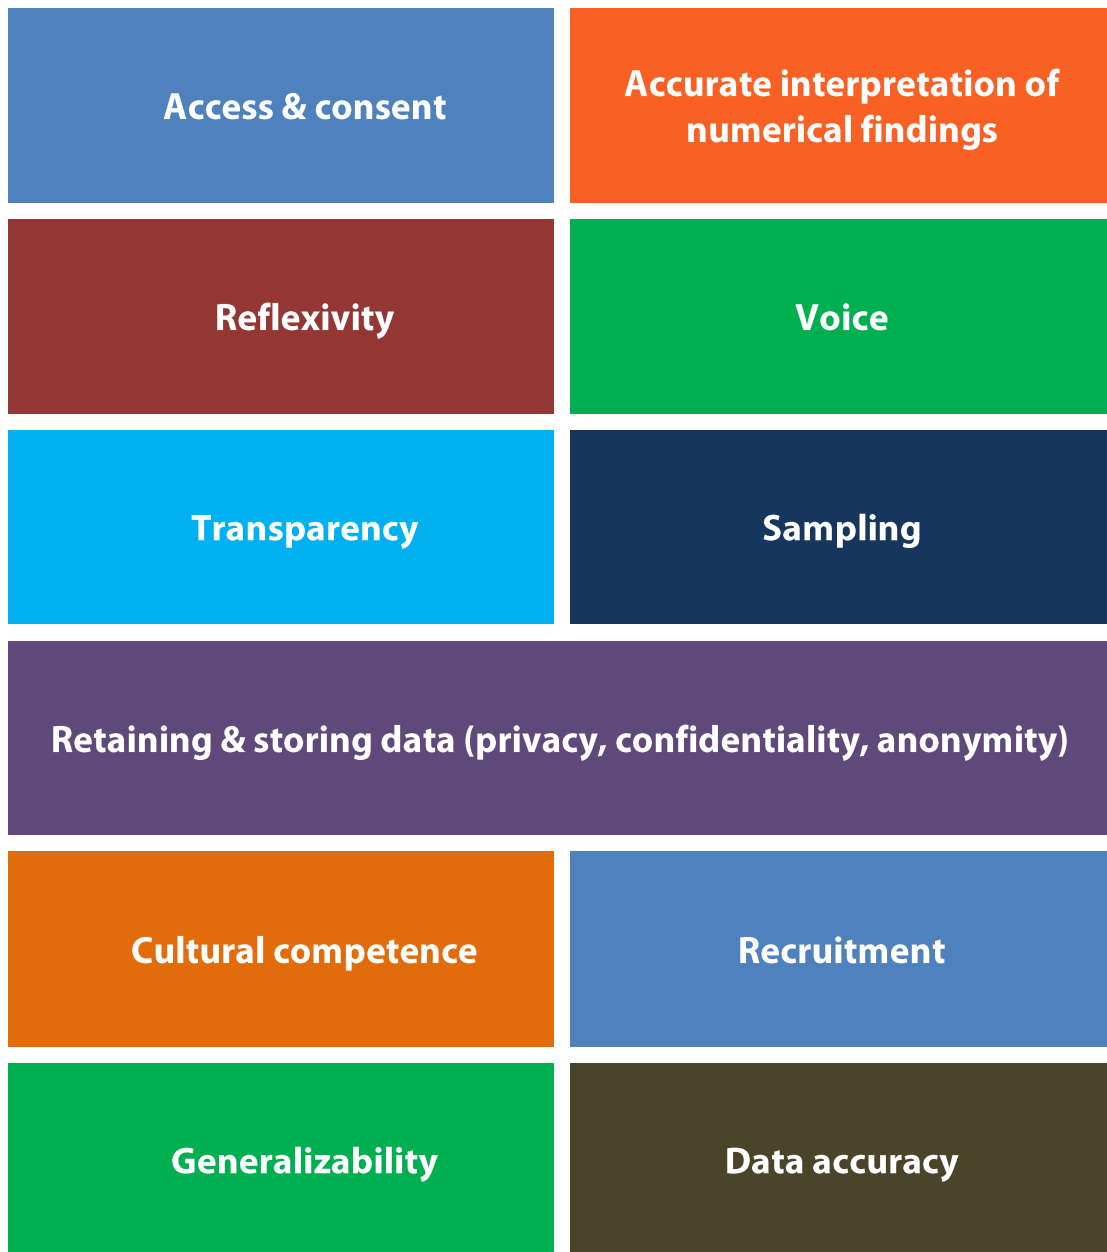 Access & consent
Accurate interpretation of
numerical findings
Reflexivity
Voice
Transparency
Sampling
Retaining & storing data (privacy, confidentiality, anonymity)
Cultural competence
Recruitment
Generalizability
Data accuracy